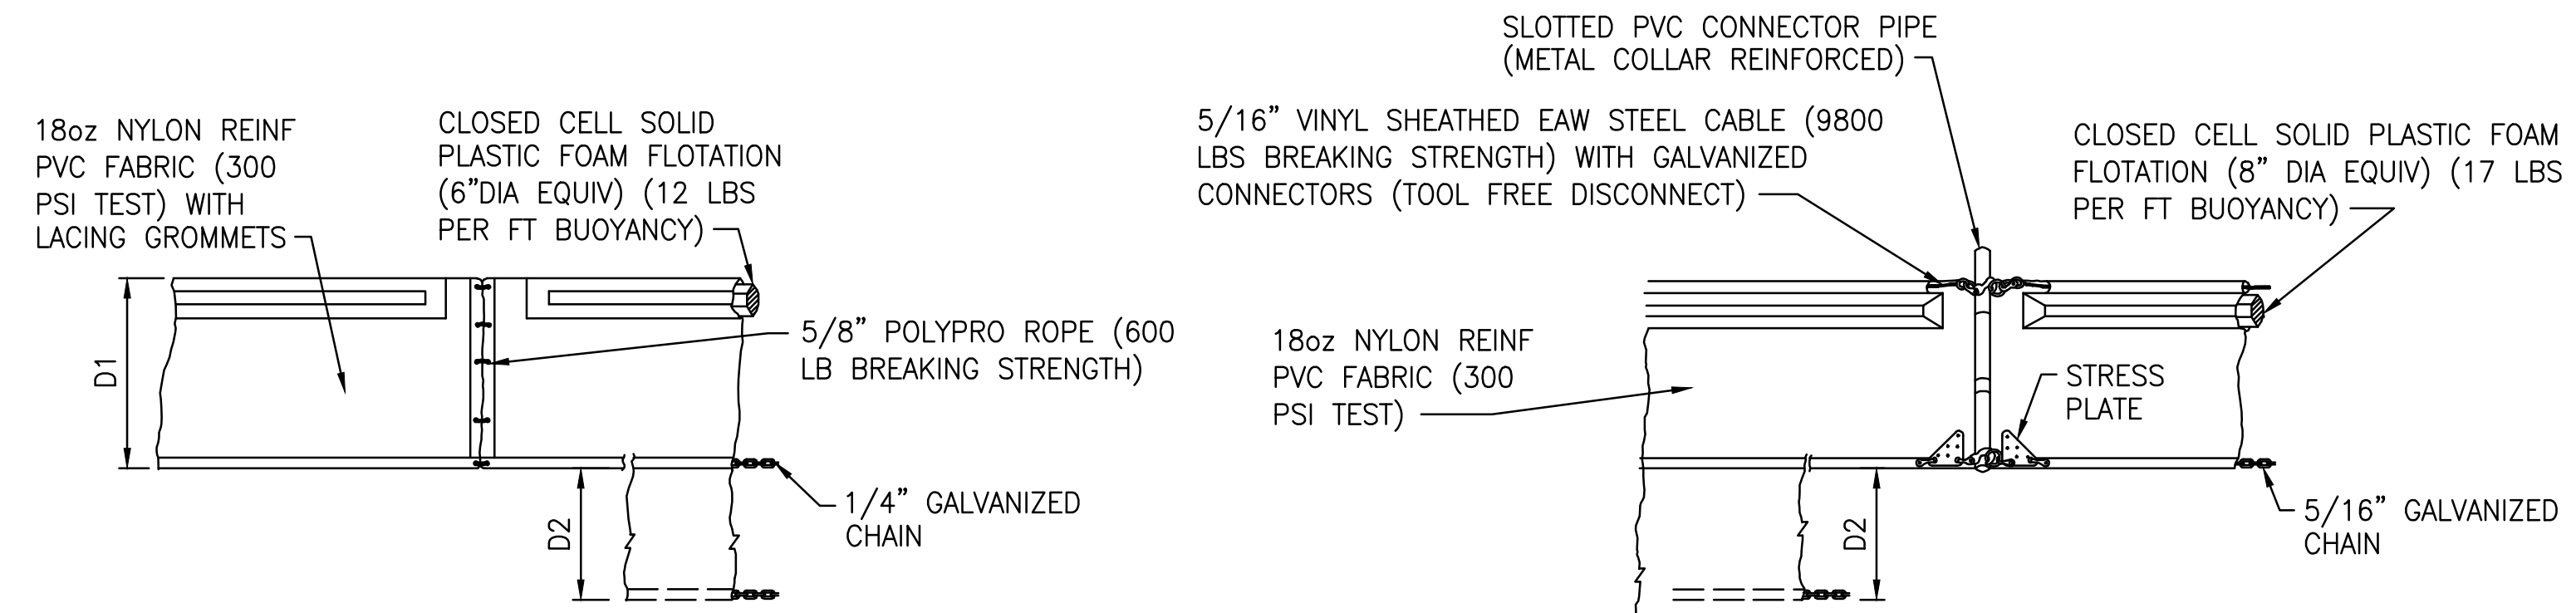 18oz NYLON REINF
PVC FABRIC (300
PSI TEST) WITH
LACING GROMMETS
CLOSED CELL SOLID
PLASTIC FOAM FLOTATION
(6”DIA EQUIV) (12 LBS
PER FT BUOYANCY)
D1
5/8” POLYPRO ROPE (600
LB BREAKING STRENGTH)
1/4” GALVANIZED
CHAIN
D2
SLOTTED PVC CONNECTOR PIPE
(METAL COLLAR REINFORCED)
5/16” VINYL SHEATHED EAW STEEL CABLE (9800
LBS BREAKING STRENGTH) WITH GALVANIZED
CONNECTORS (TOOL FREE DISCONNECT)
CLOSED CELL SOLID PLASTIC FOAM
FLOTATION (8” DIA EQUIV) (17 LBS
PER FT BUOYANCY)
18oz NYLON REINF
PVC FABRIC (300
PSI TEST)
STRESS
PLATE
D2
5/16” GALVANIZED
CHAIN